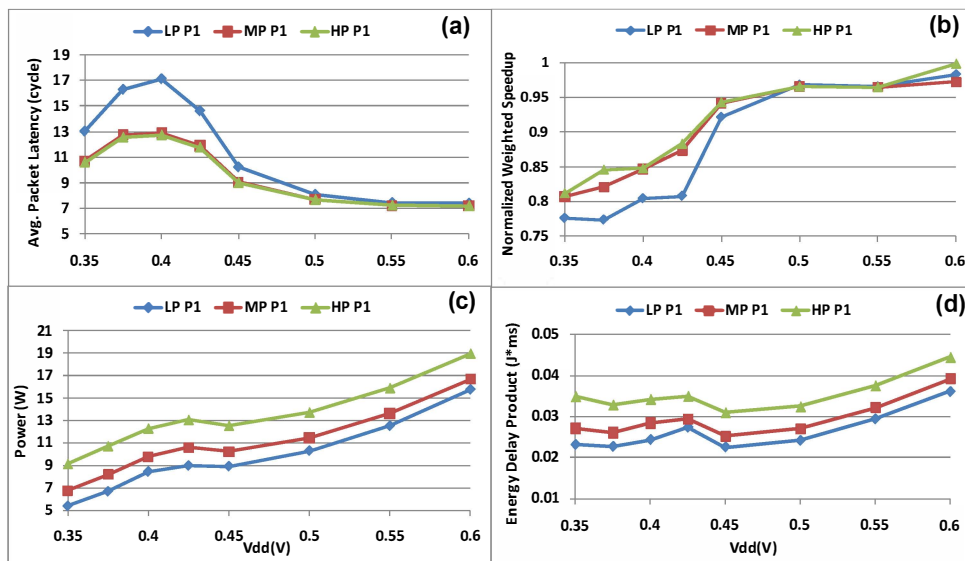 (a)
LP P1 MP P1 HP P1
Avg. Packet Latency (cycle)
19
17
15
13
11
9
7
5
0.35 0.4 0.45 0.5 0.55 0.6
(b)
LP P1 MP P1 HP P1
Normalized Weighted Speedup
1
0.95
0.9
0.85
0.8
0.75
0.35 0.4 0.45 0.5 0.55 0.6
(c)
LP P1 MP P1 HP P1
Power (W)
21
19
17
15
13
11
9
7
5
0.35 0.4 0.45 0.5 0.55 0.6
Vdd(V)
(d)
LP P1 MP P1 HP P1
Energy Delay Product (J*ms)
0.05
0.04
0.03
0.02
0.01
0.35 0.4 0.45 0.5 0.55 0.6
Vdd(V)